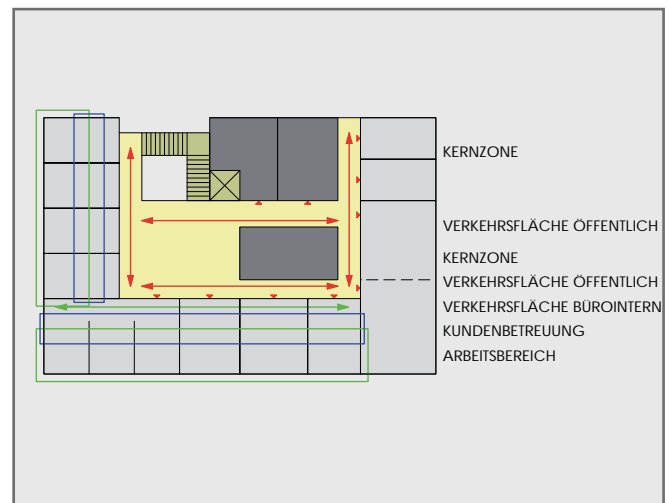 KERNZONE
VERKEHRSFLÄCHE ÖFFENTLICH
KERNZONE
VERKEHRSFLÄCHE ÖFFENTLICH
VERKEHRSFLÄCHE BÜROINTERN
KUNDENBETREUUNG
ARBEITSBEREICH